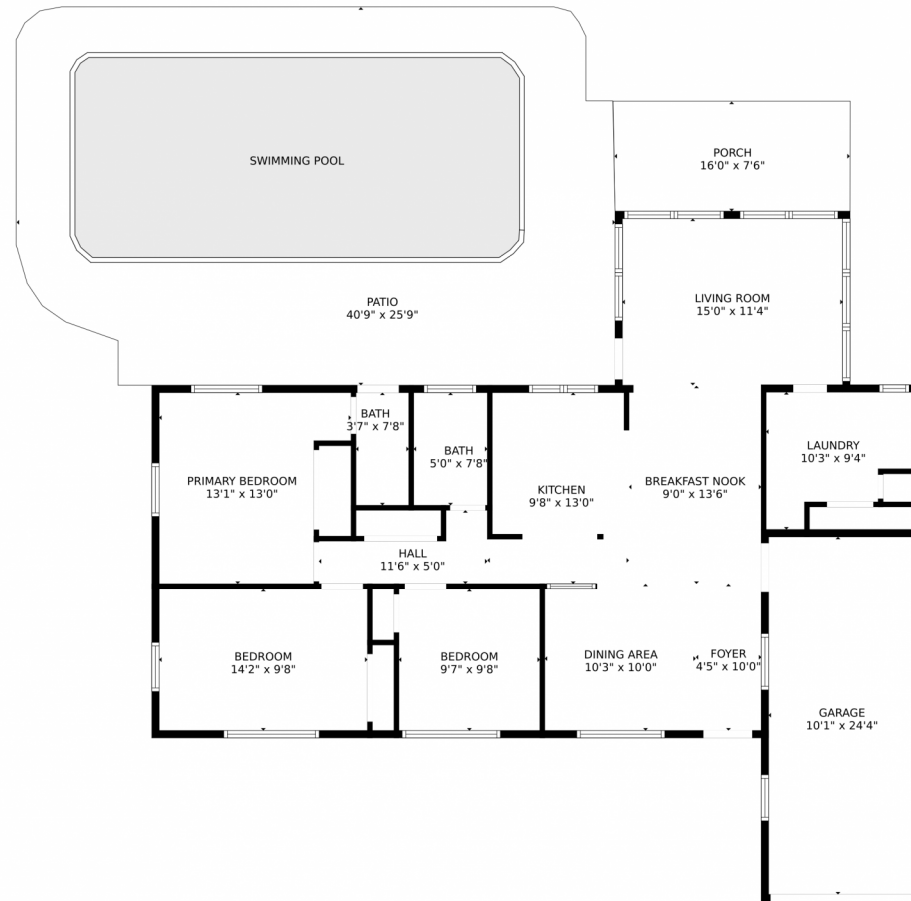 SWIMMING POOL
PORCH
16'0" x 7'6"
PATIO
40'9" x 25'9"
LIVING ROOM
15'0" x 11'4"
BATH
3'7" x 7'8"
BATH
5'0" x 7'8"
LAUNDRY
10'3" x 9'4"
PRIMARY BEDROOM
13'1" x 13'0"
KITCHEN
9'8" x 13'0"
BREAKFAST NOOK
9'0" x 13'6"
HALL
11'6" x 5'0"
BEDROOM
14'2" x 9'8"
BEDROOM
9'7" x 9'8"
DINING AREA
10'3" x 10'0"
FOYER
4'5" x 10'0"
GARAGE
10'1" x 24'4"